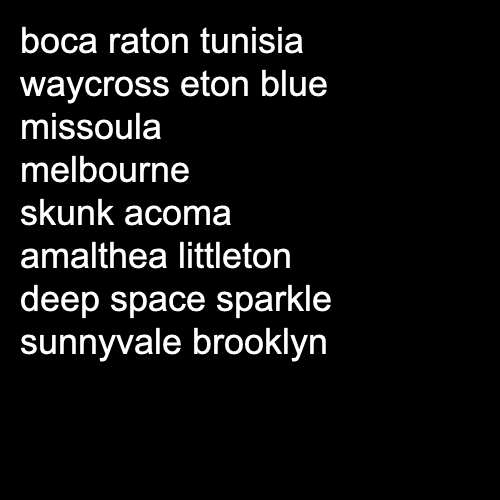 boca raton tunisia
waycross eton blue
missoula
melbourne
skunk acoma
amalthea littleton
deep space sparkle
sunnyvale brooklyn